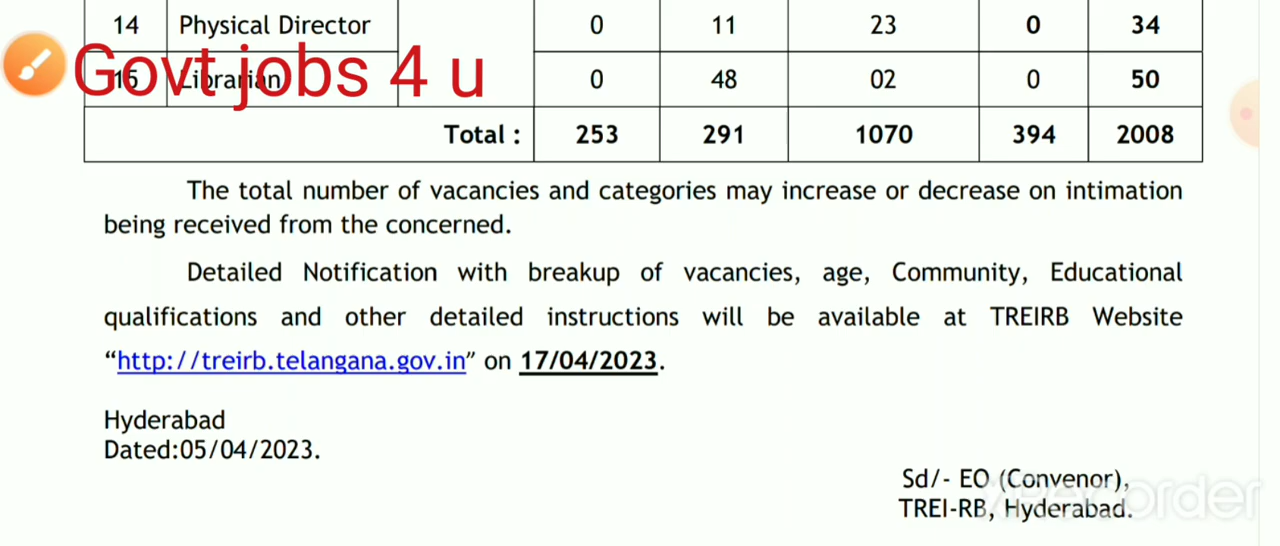 14 Physical Director 0 11 23 0 34
Govt jobs 4 u
15 Librarian 0 48 02 0 50
Total : 253 291 1070 394 2008
The total number of vacancies and categories may increase or decrease on intimation
being received from the concerned.
Detailed Notification with breakup of vacancies, age, Community, Educational
qualifications and other detailed instructions will be available at TREIRB Website
“http://treirb.telangana.gov.in” on 17/04/2023.
Hyderabad
Dated:05/04/2023.
Sd/- EO (Convenor),
TREI-RB, Hyderabad.
XRecorder